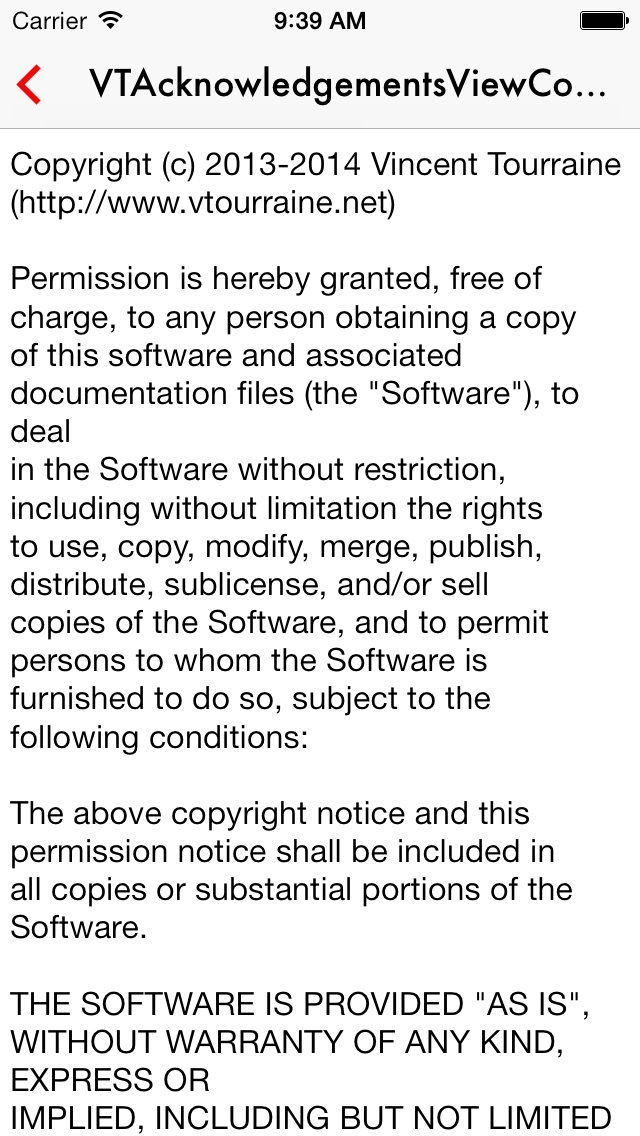 Carrier 9:39 AM
VTAcknowledgementsViewCo...
Copyright (c) 2013-2014 Vincent Tourraine
(http://www.vtourraine.net)
Permission is hereby granted, free of
charge, to any person obtaining a copy
of this software and associated
documentation files (the "Software"), to
deal
in the Software without restriction,
including without limitation the rights
to use, copy, modify, merge, publish,
distribute, sublicense, and/or sell
copies of the Software, and to permit
persons to whom the Software is
furnished to do so, subject to the
following conditions:
The above copyright notice and this
permission notice shall be included in
all copies or substantial portions of the
Software.
THE SOFTWARE IS PROVIDED "AS IS",
WITHOUT WARRANTY OF ANY KIND,
EXPRESS OR
IMPLIED, INCLUDING BUT NOT LIMITED